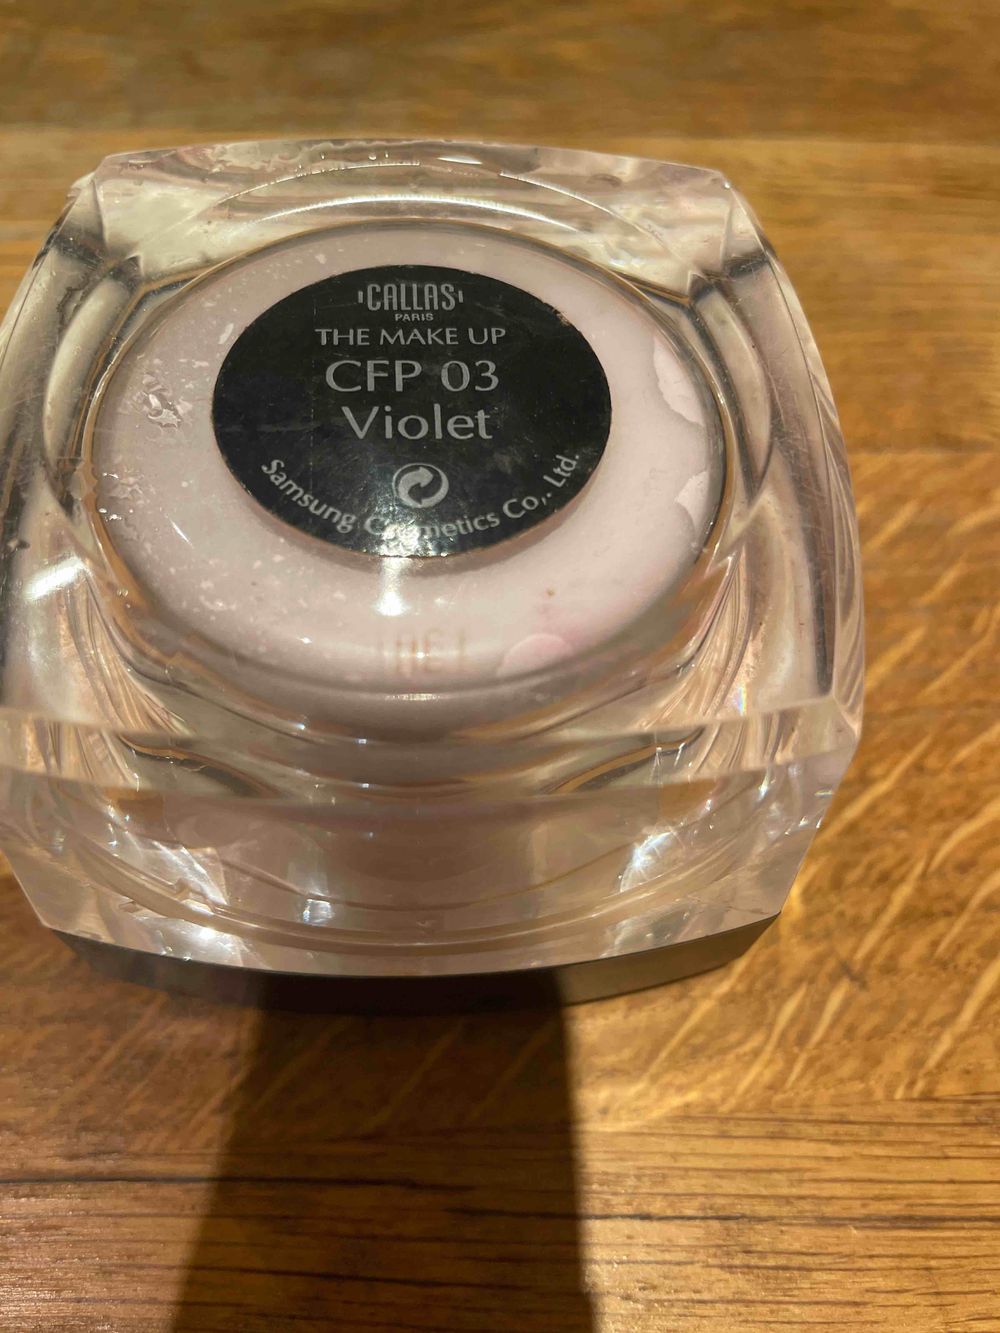 CALLAS
PARIS
THE MAKE UP
CFP 03
Violet
Samsung Cosmetics Co,. Ltd.